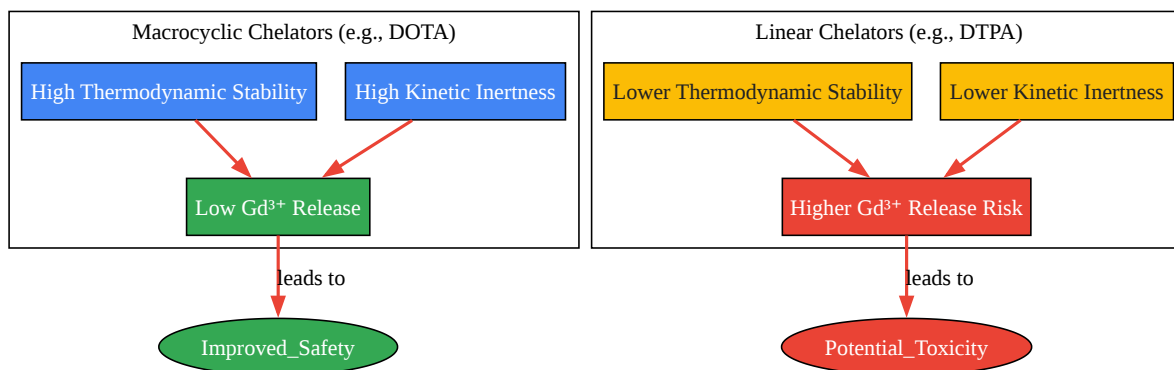 Macrocyclic Chelators (e.g., DOTA)
High Thermodynamic Stability
High Kinetic Inertness
Low Gd³⁺ Release
leads to
Improved_Safety
Linear Chelators (e.g., DTPA)
Lower Thermodynamic Stability
Lower Kinetic Inertness
Higher Gd³⁺ Release Risk
leads to
Potential_Toxicity